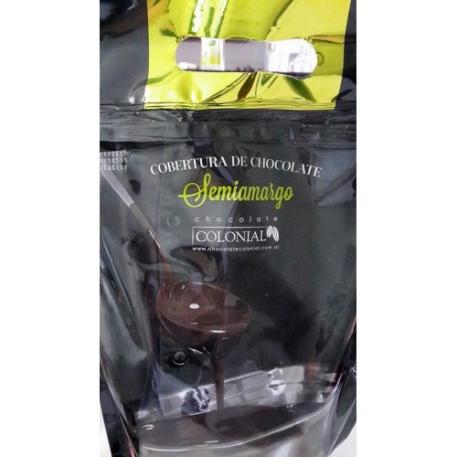 COBERTURA DE CHOCOLATE
Semiamargo
chocolate
COLONIAL
www.chocolatecolonial.com.ar